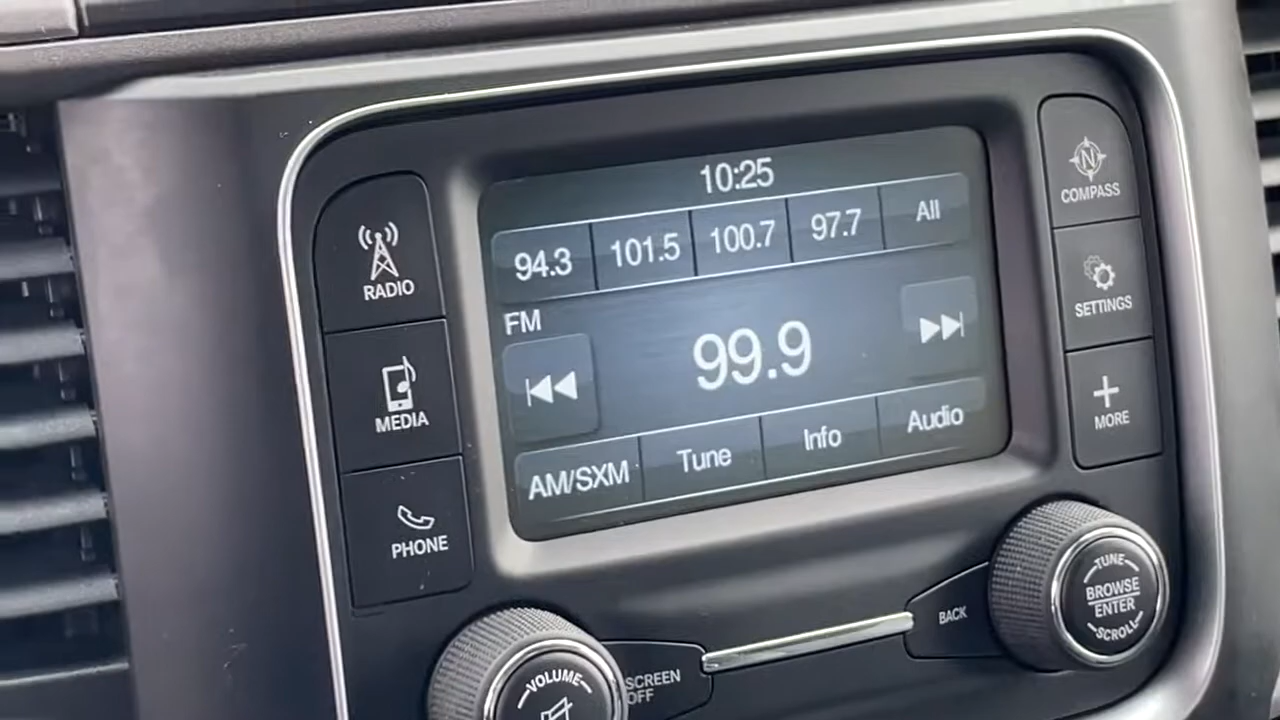 10:25
94.3 101.5 100.7 97.7 All
FM
99.9
AM/SXM Tune Info Audio
RADIO
MEDIA
PHONE
N
COMPASS
SETTINGS
MORE
VOLUME
SCREEN
OFF
BACK
TUNE
BROWSE
ENTER
SCROLL